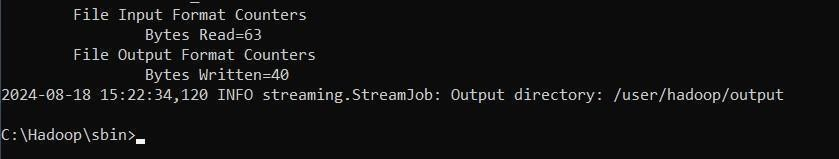 File Input Format Counters
Bytes Read=63
File Output Format Counters
Bytes Written=40
2024-08-18 15:22:34,120 INFO streaming.StreamJob: Output directory: /user/hadoop/output
C:\Hadoop\sbin>